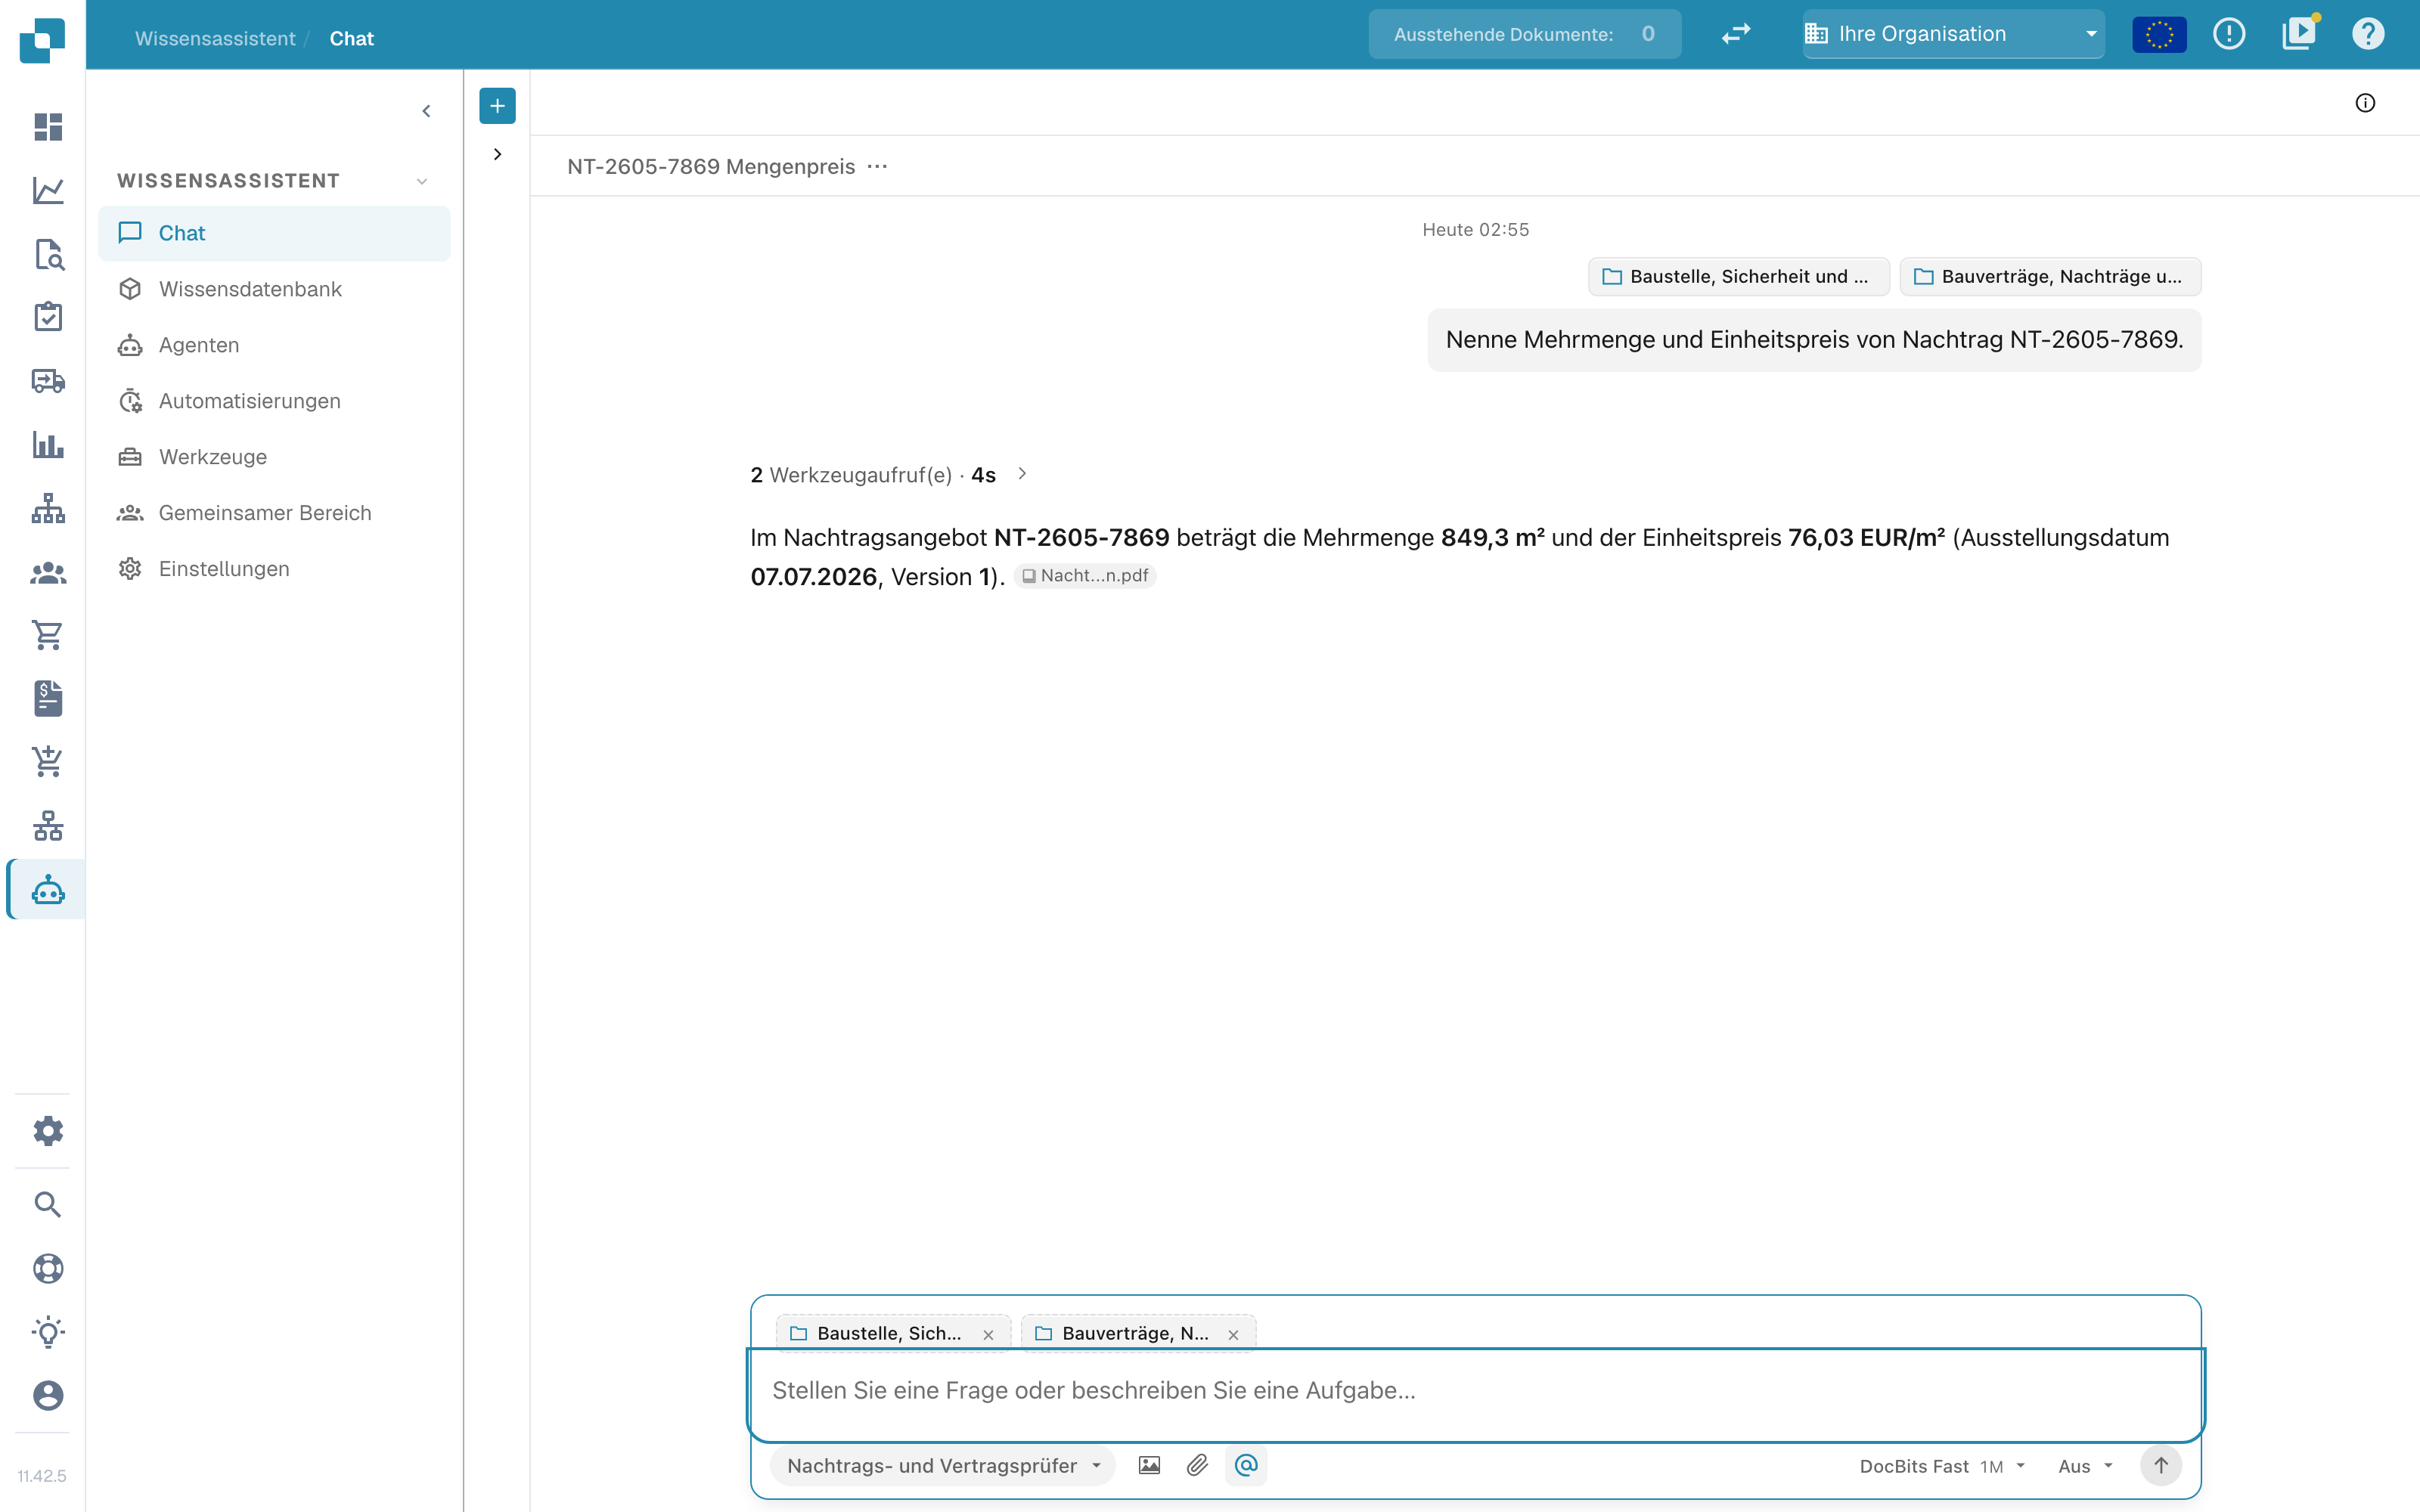 Wissensassistent / Chat
Ausstehende Dokumente: 0
Ihre Organisation
WISSENSASSISTENT
Chat
Wissensdatenbank
Agenten
Automatisierungen
Werkzeuge
Gemeinsamer Bereich
Einstellungen
11.42.5
NT-2605-7869 Mengenpreis ···
Heute 02:55
Baustelle, Sicherheit und ...
Bauverträge, Nachträge u...
Nenne Mehrmenge und Einheitspreis von Nachtrag NT-2605-7869.
2 Werkzeugaufruf(e) · 4s
Im Nachtragsangebot NT-2605-7869 beträgt die Mehrmenge 849,3 m² und der Einheitspreis 76,03 EUR/m² (Ausstellungsdatum
07.07.2026, Version 1). Nacht...n.pdf
Baustelle, Sich...
Bauverträge, N...
Stellen Sie eine Frage oder beschreiben Sie eine Aufgabe...
Nachtrags- und Vertragsprüfer
DocBits Fast 1M
Aus